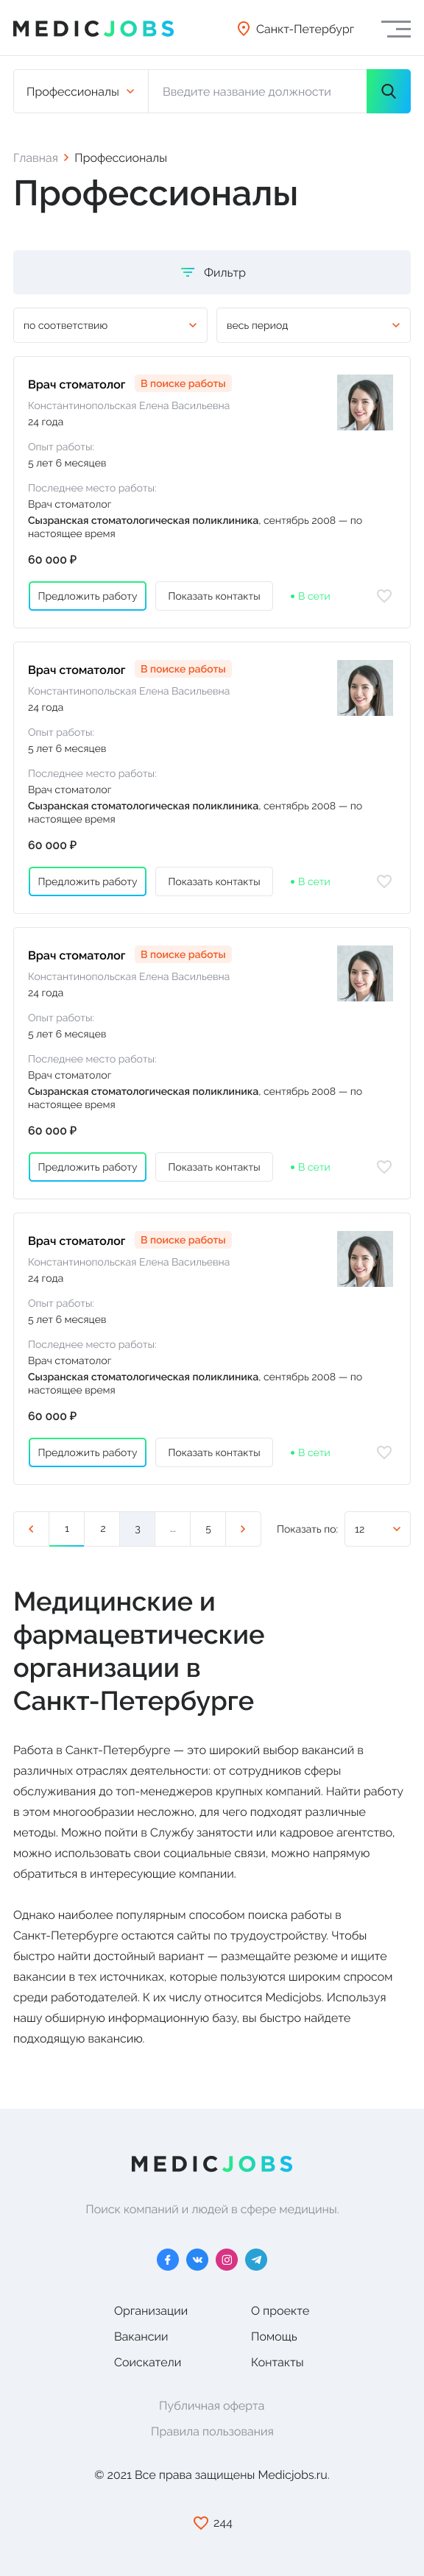 MEDICJOBS
Санкт-Петербург
Профессионалы
Введите название должности
Главная Профессионалы
Профессионалы
Фильтр
по соответствию
весь период
Врач стоматолог В поиске работы
Константинопольская Елена Васильевна
24 года
Опыт работы:
5 лет 6 месяцев
Последнее место работы:
Врач стоматолог
Сызранская стоматологическая поликлиника, сентябрь 2008 — по
настоящее время
60 000 ₽
Предложить работу Показать контакты В сети
Врач стоматолог В поиске работы
Константинопольская Елена Васильевна
24 года
Опыт работы:
5 лет 6 месяцев
Последнее место работы:
Врач стоматолог
Сызранская стоматологическая поликлиника, сентябрь 2008 — по
настоящее время
60 000 ₽
Предложить работу Показать контакты В сети
Врач стоматолог В поиске работы
Константинопольская Елена Васильевна
24 года
Опыт работы:
5 лет 6 месяцев
Последнее место работы:
Врач стоматолог
Сызранская стоматологическая поликлиника, сентябрь 2008 — по
настоящее время
60 000 ₽
Предложить работу Показать контакты В сети
Врач стоматолог В поиске работы
Константинопольская Елена Васильевна
24 года
Опыт работы:
5 лет 6 месяцев
Последнее место работы:
Врач стоматолог
Сызранская стоматологическая поликлиника, сентябрь 2008 — по
настоящее время
60 000 ₽
Предложить работу Показать контакты В сети
1 2 3 ... 5 Показать по: 12
Медицинские и
фармацевтические
организации в
Санкт-Петербурге
Работа в Санкт-Петербурге — это широкий выбор вакансий в
различных отраслях деятельности: от сотрудников сферы
обслуживания до топ-менеджеров крупных компаний. Найти работу
в этом многообразии несложно, для чего подходят различные
методы. Можно пойти в Службу занятости или кадровое агентство,
можно использовать свои социальные связи, можно напрямую
обратиться в интересующие компании.
Однако наиболее популярным способом поиска работы в
Санкт-Петербурге остаются сайты по трудоустройству. Чтобы
быстро найти достойный вариант — размещайте резюме и ищите
вакансии в тех источниках, которые пользуются широким спросом
среди работодателей. К их числу относится Medicjobs. Используя
нашу обширную информационную базу, вы быстро найдете
подходящую вакансию.
MEDICJOBS
Поиск компаний и людей в сфере медицины.
Организации О проекте
Вакансии Помощь
Соискатели Контакты
Публичная оферта
Правила пользования
© 2021 Все права защищены Medicjobs.ru.
244